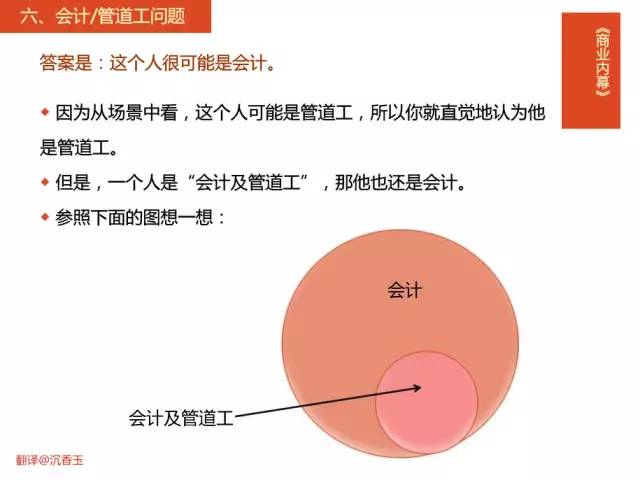 六、会计/管道工问题
《商业内幕》
答案是：这个人很可能是会计。
因为从场景中看，这个人可能是管道工，所以你就直觉地认为他
是管道工。
但是，一个人是“会计及管道工”，那他也还是会计。
参照下面的图想一想：
会计
会计及管道工
翻译@沉香玉